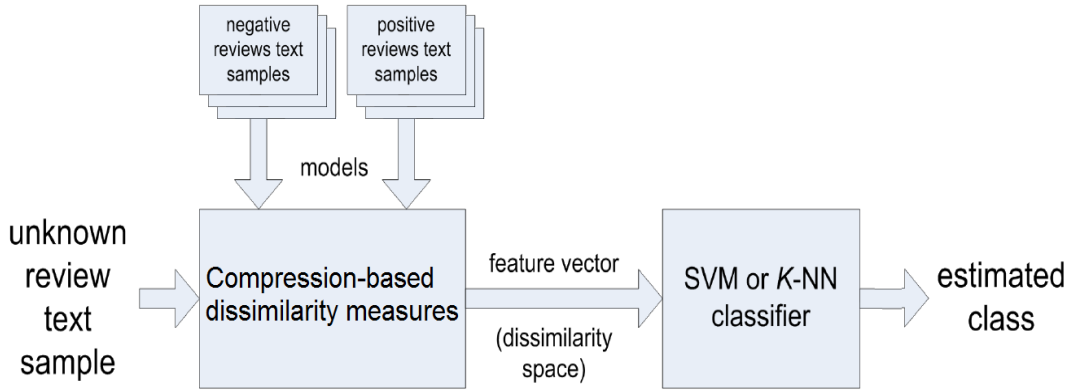 negative
reviews text
samples
positive
reviews text
samples
models
unknown
review
text
sample
Compression-based
dissimilarity measures
feature vector
(dissimilarity
space)
SVM or K-NN
classifier
estimated
class